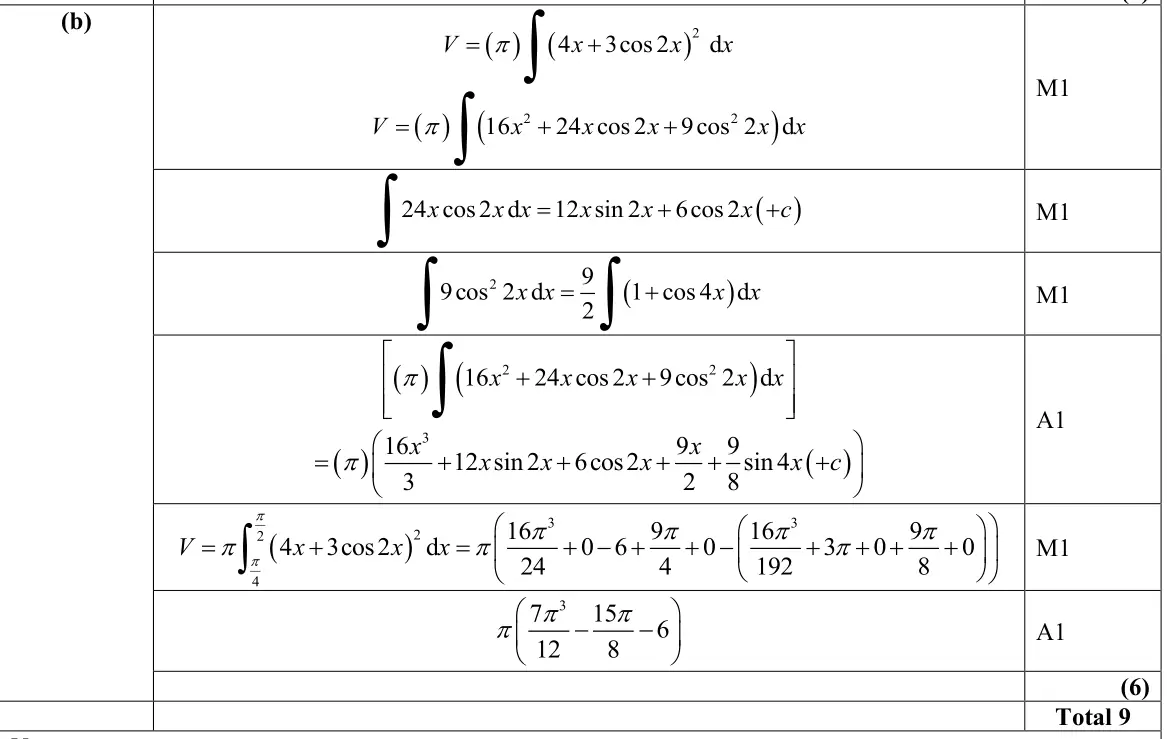 (b)
V = (π) ∫ (4x + 3cos 2x)² dx
V = (π) ∫ (16x² + 24x cos 2x + 9cos² 2x) dx
M1
∫ 24x cos 2x dx = 12x sin 2x + 6cos 2x (+c)
M1
∫ 9cos² 2x dx = 9/2 ∫ (1 + cos 4x) dx
M1
[(π) ∫ (16x² + 24x cos 2x + 9cos² 2x) dx]
= (π) (16x³/3 + 12x sin 2x + 6cos 2x + 9x/2 + 9/8 sin 4x (+c))
A1
V = π ∫_{π/4}^{π/2} (4x + 3cos 2x)² dx = π (16π³/24 + 0 − 6 + 9π/4 + 0 − (16π³/192 + 3π + 0 + 9π/8 + 0))
M1
π (7π³/12 − 15π/8 − 6)
A1
(6)
Total 9